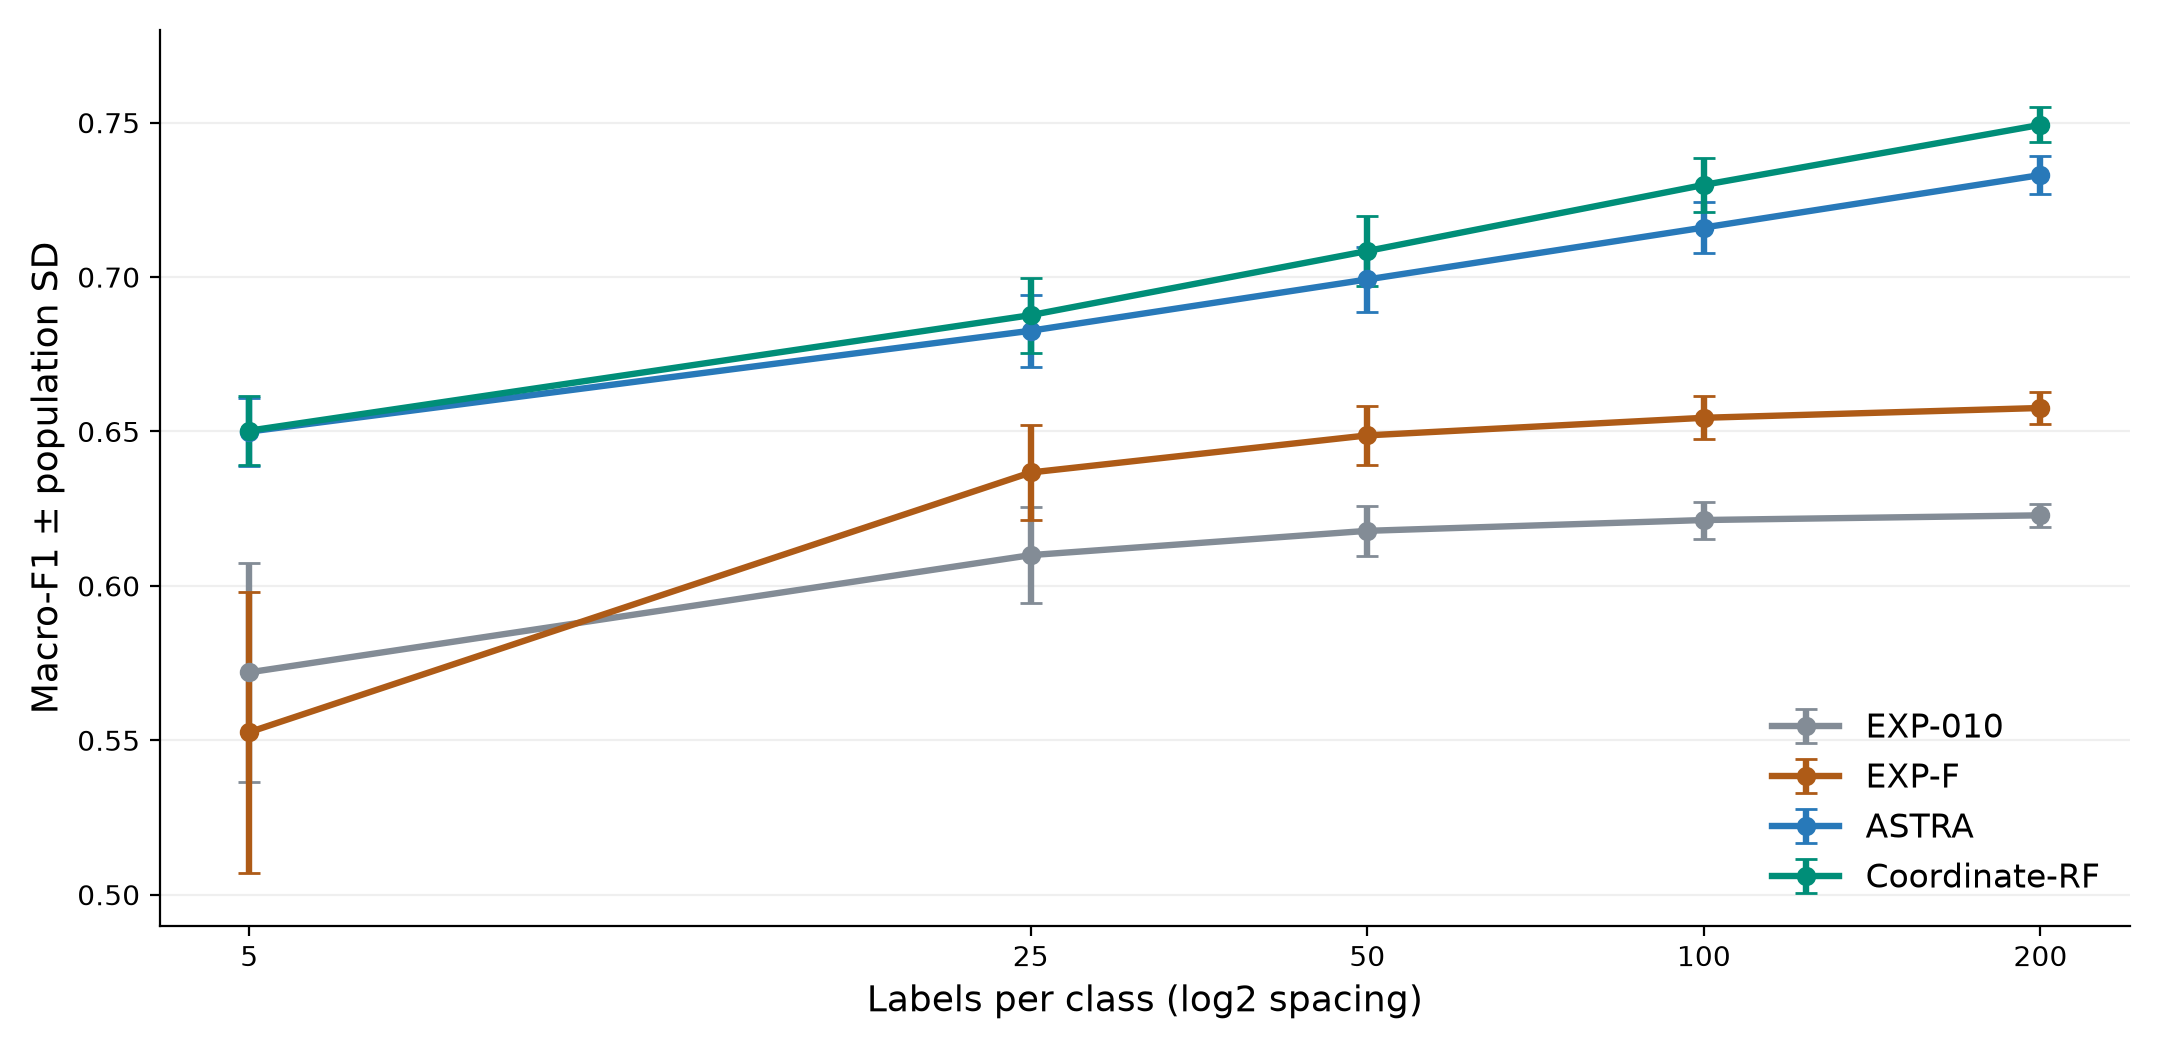 Macro-F1 ± population SD
0.75
0.70
0.65
0.60
0.55
0.50
5
25
50
100
200
Labels per class (log2 spacing)
EXP-010
EXP-F
ASTRA
Coordinate-RF